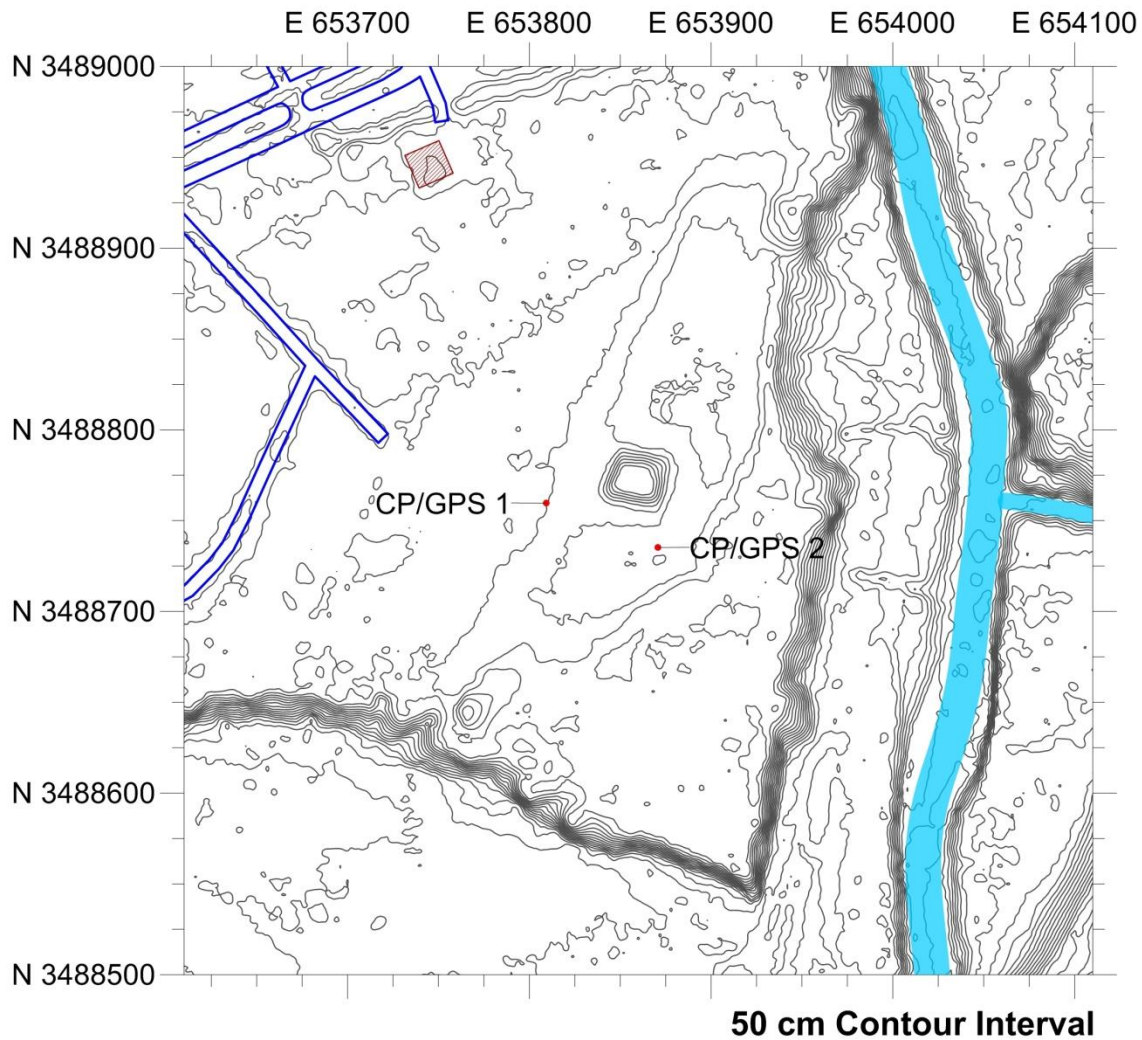 E 653700 E 653800 E 653900 E 654000 E 654100
N 3489000
N 3488900
N 3488800
CP/GPS 1
CP/GPS 2
N 3488700
N 3488600
N 3488500
50 cm Contour Interval